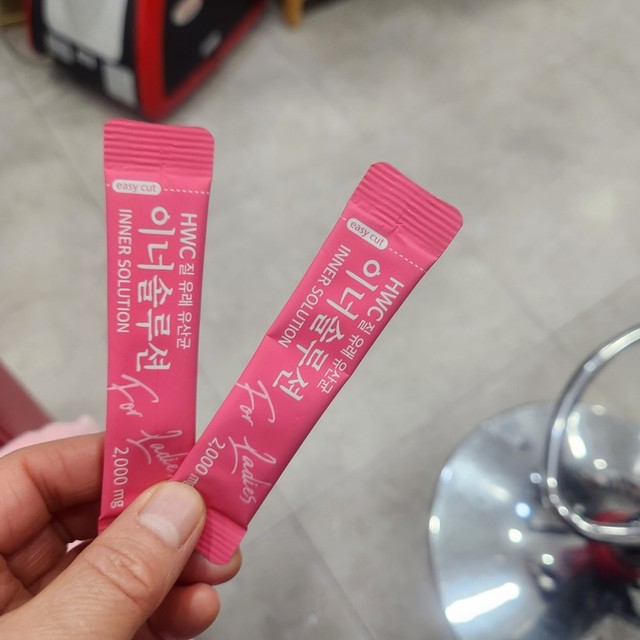 easy cut
HWC 질 유래 유산균
이너솔루션
INNER SOLUTION
For Ladies
2,000 mg
easy cut
HWC 질 유래 유산균
이너솔루션
INNER SOLUTION
For Ladies
2,000 mg